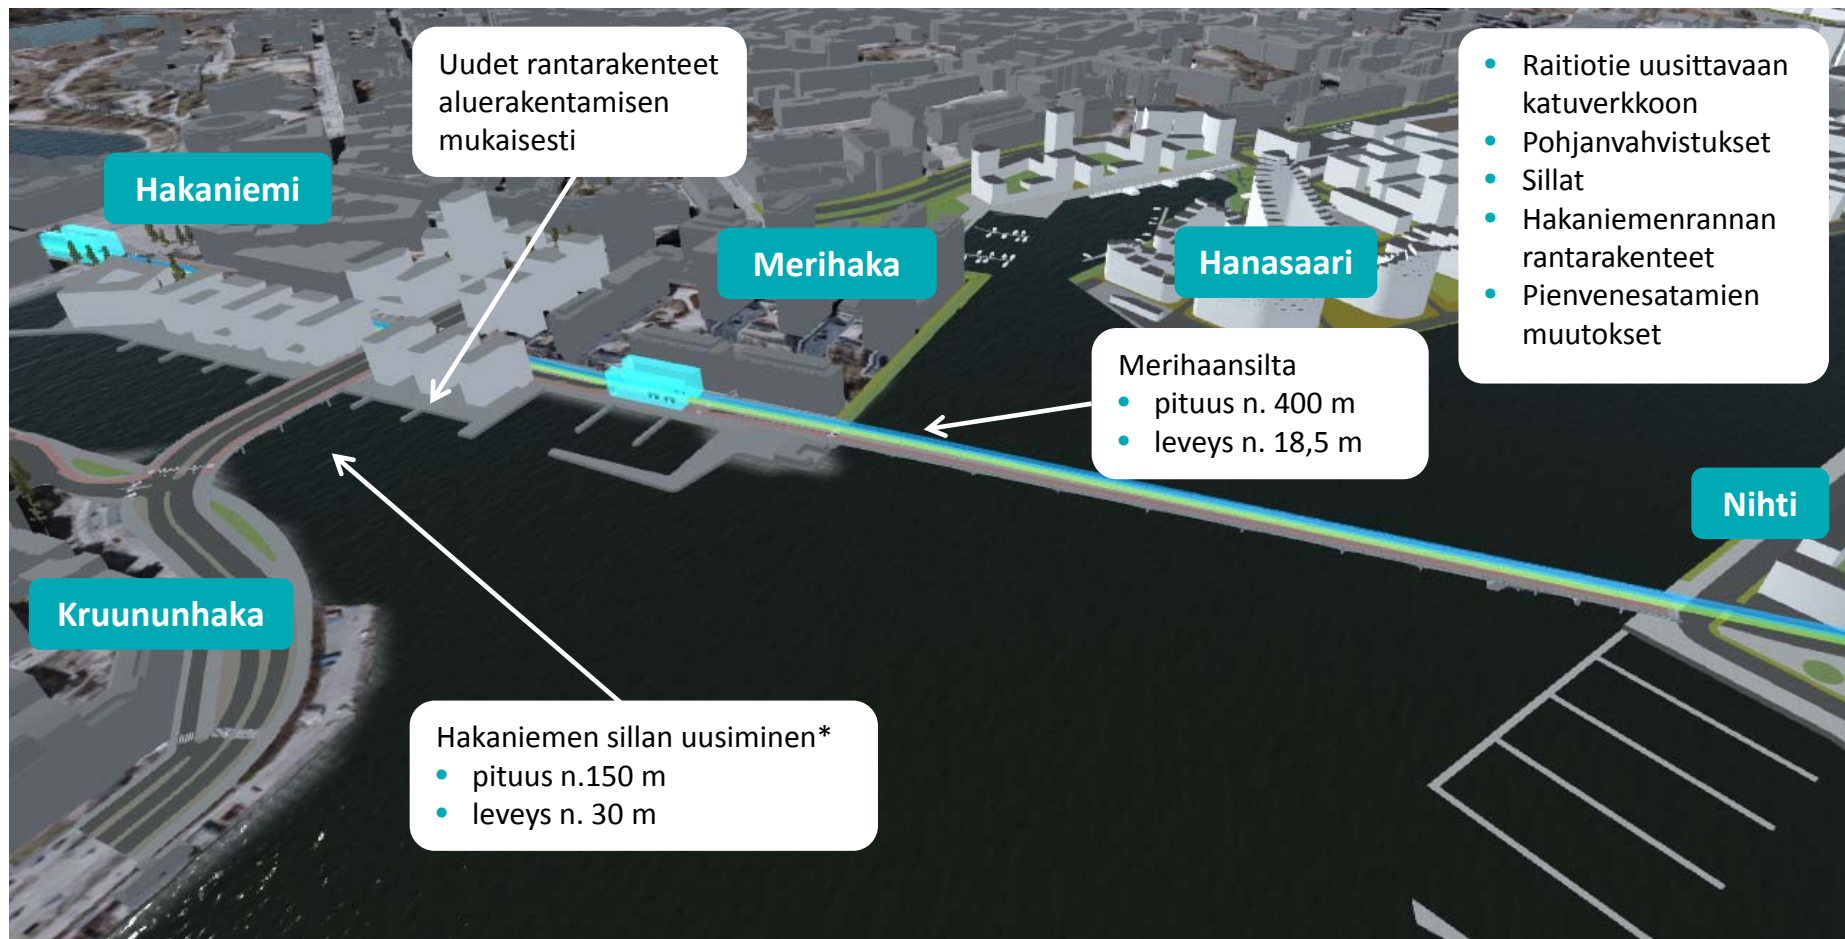 Uudet rantarakenteet
aluerakentamisen
mukaisesti
• Raitiotie uusittavaan
katuverkkoon
• Pohjanvahvistukset
• Sillat
• Hakaniemenrannan
rantarakenteet
• Pienvenesatamien
muutokset
Hakaniemi
Merihaka
Hanasaari
Merihaansilta
• pituus n. 400 m
• leveys n. 18,5 m
Nihti
Kruununhaka
Hakaniemen sillan uusiminen*
• pituus n.150 m
• leveys n. 30 m